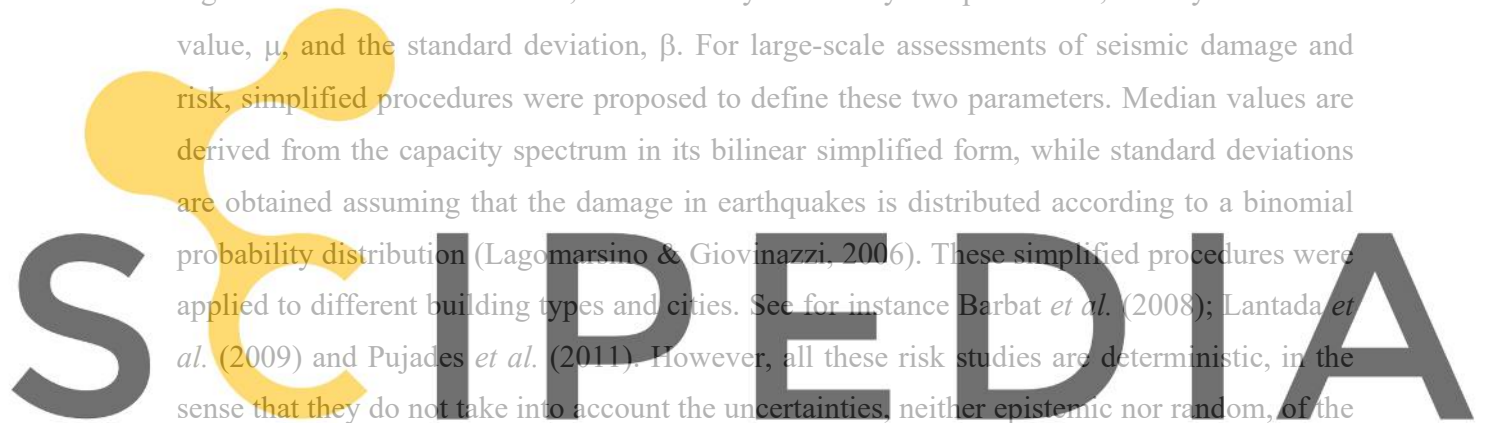 value, μ, and the standard deviation, β. For large-scale assessments of seismic damage and
risk, simplified procedures were proposed to define these two parameters. Median values are
derived from the capacity spectrum in its bilinear simplified form, while standard deviations
are obtained assuming that the damage in earthquakes is distributed according to a binomial
probability distribution (Lagomarsino & Giovinazzi, 2006). These simplified procedures were
applied to different building types and cities. See for instance Barbat et al. (2008); Lantada et
al. (2009) and Pujades et al. (2011). However, all these risk studies are deterministic, in the
sense that they do not take into account the uncertainties, neither epistemic nor random, of the
SCIPEDIA